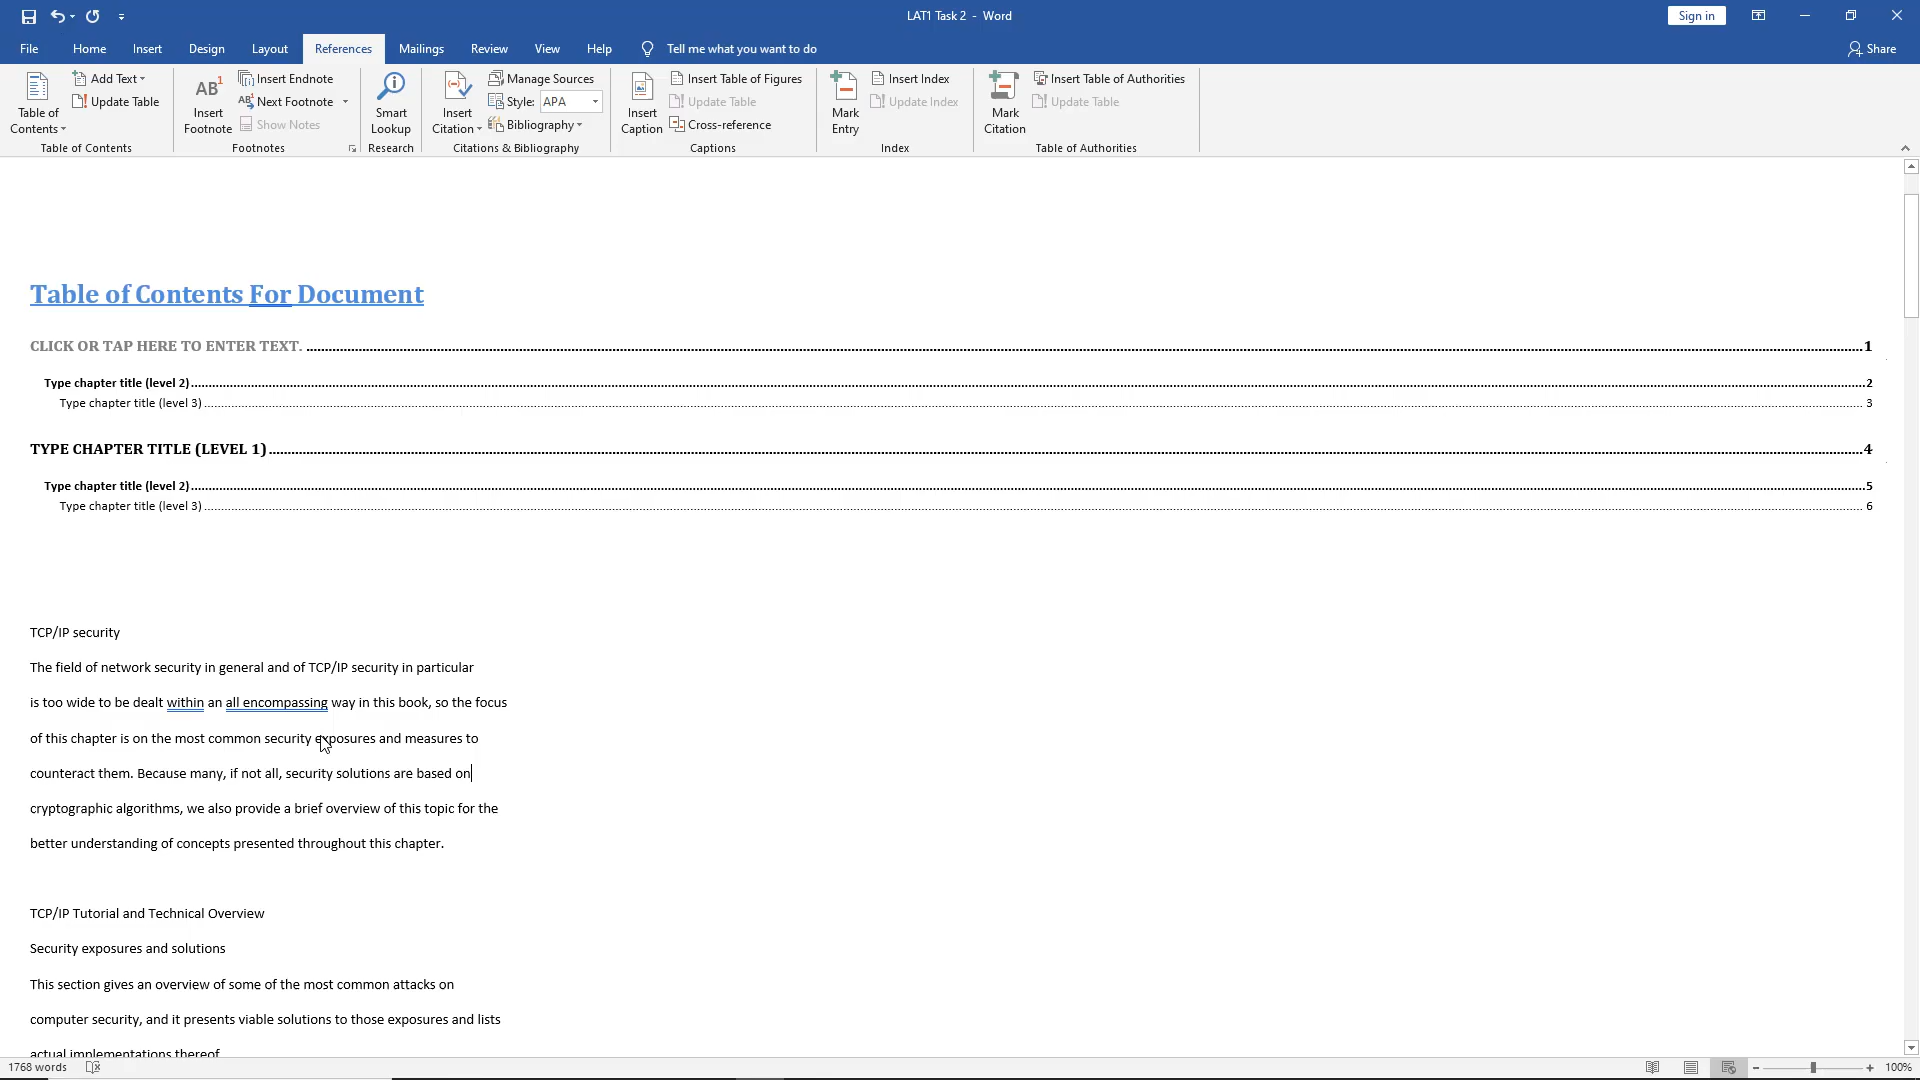 LAT1 Task 2 - Word
Sign in
File Home Insert Design Layout References Mailings Review View Help Tell me what you want to do Share
Table of Contents
Add Text
Update Table
Table of Contents
AB1 Insert Footnote
Insert Endnote
Next Footnote
Show Notes
Footnotes
Smart Lookup
Research
Insert Citation
Manage Sources
Style: APA
Bibliography
Citations & Bibliography
Insert Caption
Insert Table of Figures
Update Table
Cross-reference
Captions
Mark Entry
Insert Index
Update Index
Index
Mark Citation
Insert Table of Authorities
Update Table
Table of Authorities
Table of Contents For Document
CLICK OR TAP HERE TO ENTER TEXT. 1
Type chapter title (level 2) 2
Type chapter title (level 3) 3
TYPE CHAPTER TITLE (LEVEL 1) 4
Type chapter title (level 2) 5
Type chapter title (level 3) 6
TCP/IP security
The field of network security in general and of TCP/IP security in particular
is too wide to be dealt within an all encompassing way in this book, so the focus
of this chapter is on the most common security exposures and measures to
counteract them. Because many, if not all, security solutions are based on
cryptographic algorithms, we also provide a brief overview of this topic for the
better understanding of concepts presented throughout this chapter.
TCP/IP Tutorial and Technical Overview
Security exposures and solutions
This section gives an overview of some of the most common attacks on
computer security, and it presents viable solutions to those exposures and lists
actual implementations thereof
1768 words
100%